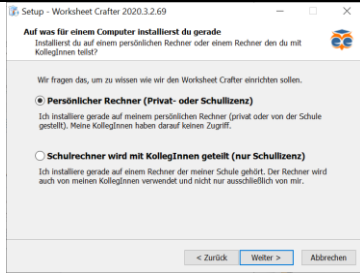 Setup - Worksheet Crafter 2020.3.2.69
Auf was für einem Computer installierst du gerade
Installierst du auf einem persönlichen Rechner oder einem Rechner den du mit
KollegInnen teilst?
Wir fragen das, um zu wissen wie wir den Worksheet Crafter einrichten sollen.
Persönlicher Rechner (Privat- oder Schullizenz)
Ich installiere gerade auf meinem persönlichen Rechner (privat oder von der Schule
gestellt). Meine KollegInnen haben darauf keinen Zugriff.
Schulrechner wird mit KollegInnen geteilt (nur Schullizenz)
Ich installiere gerade auf einem Rechner der meiner Schule gehört. Der Rechner wird
auch von meinen KollegInnen verwendet und nicht nur ausschließlich von mir.
< Zurück Weiter > Abbrechen